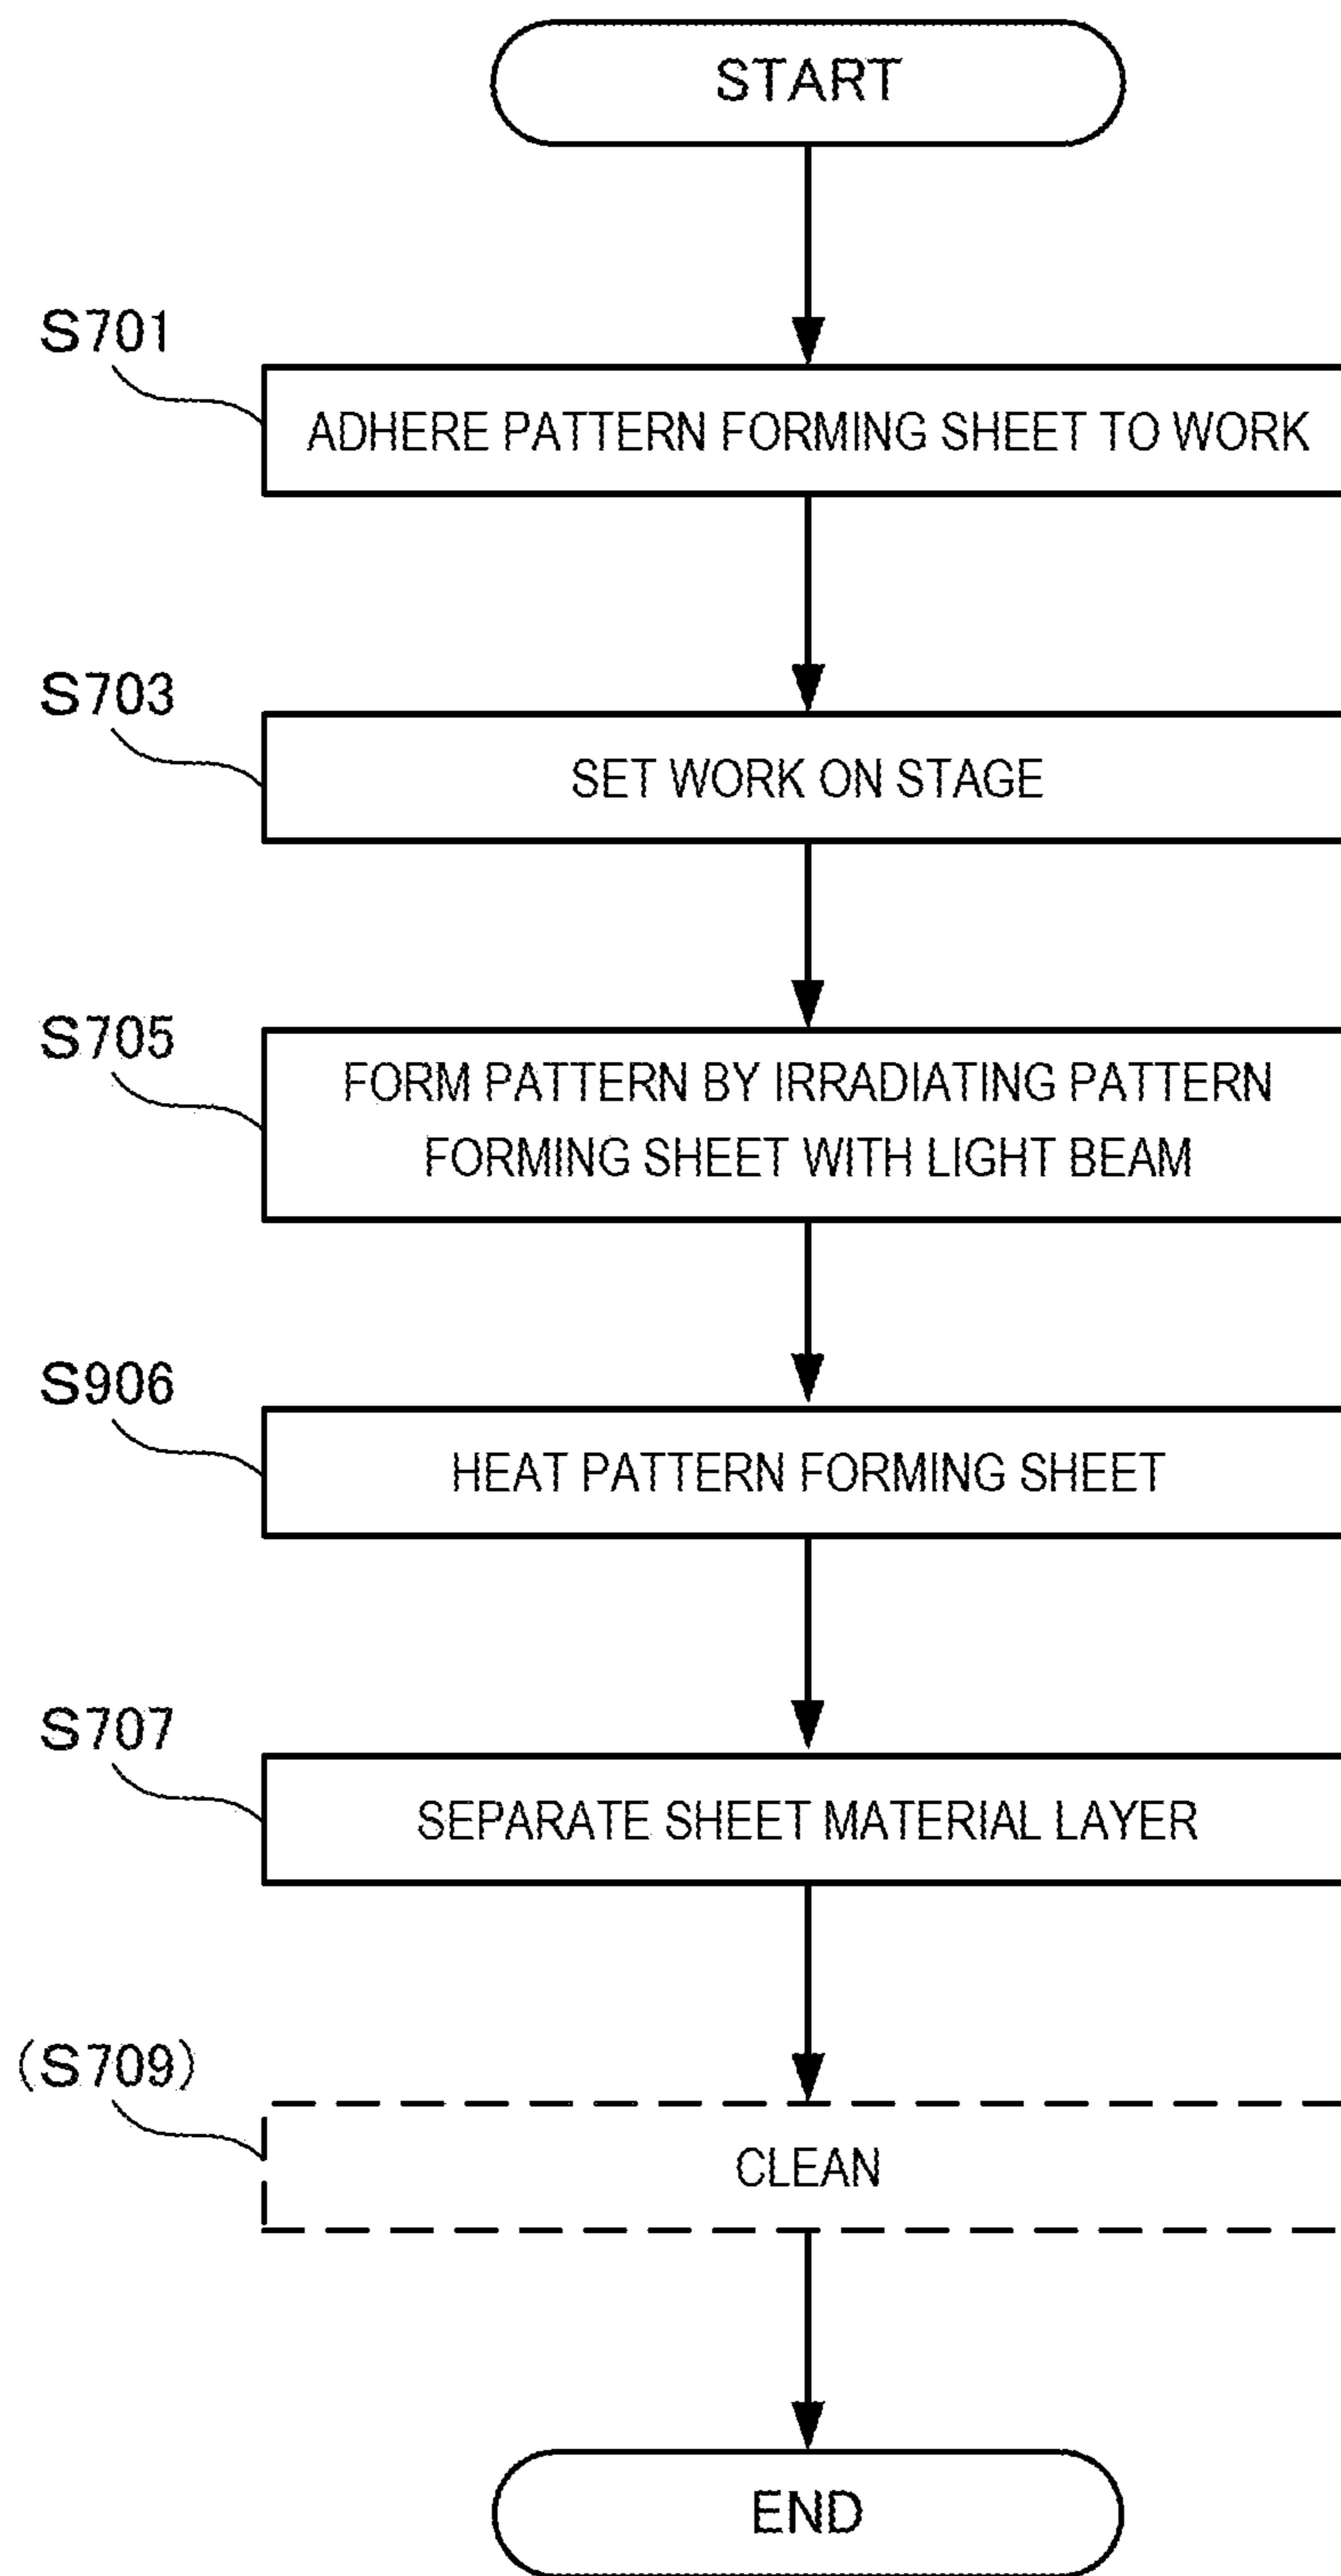 START
S701
ADHERE PATTERN FORMING SHEET TO WORK
S703
SET WORK ON STAGE
S705
FORM PATTERN BY IRRADIATING PATTERN
FORMING SHEET WITH LIGHT BEAM
S906
HEAT PATTERN FORMING SHEET
S707
SEPARATE SHEET MATERIAL LAYER
(S709)
CLEAN
END